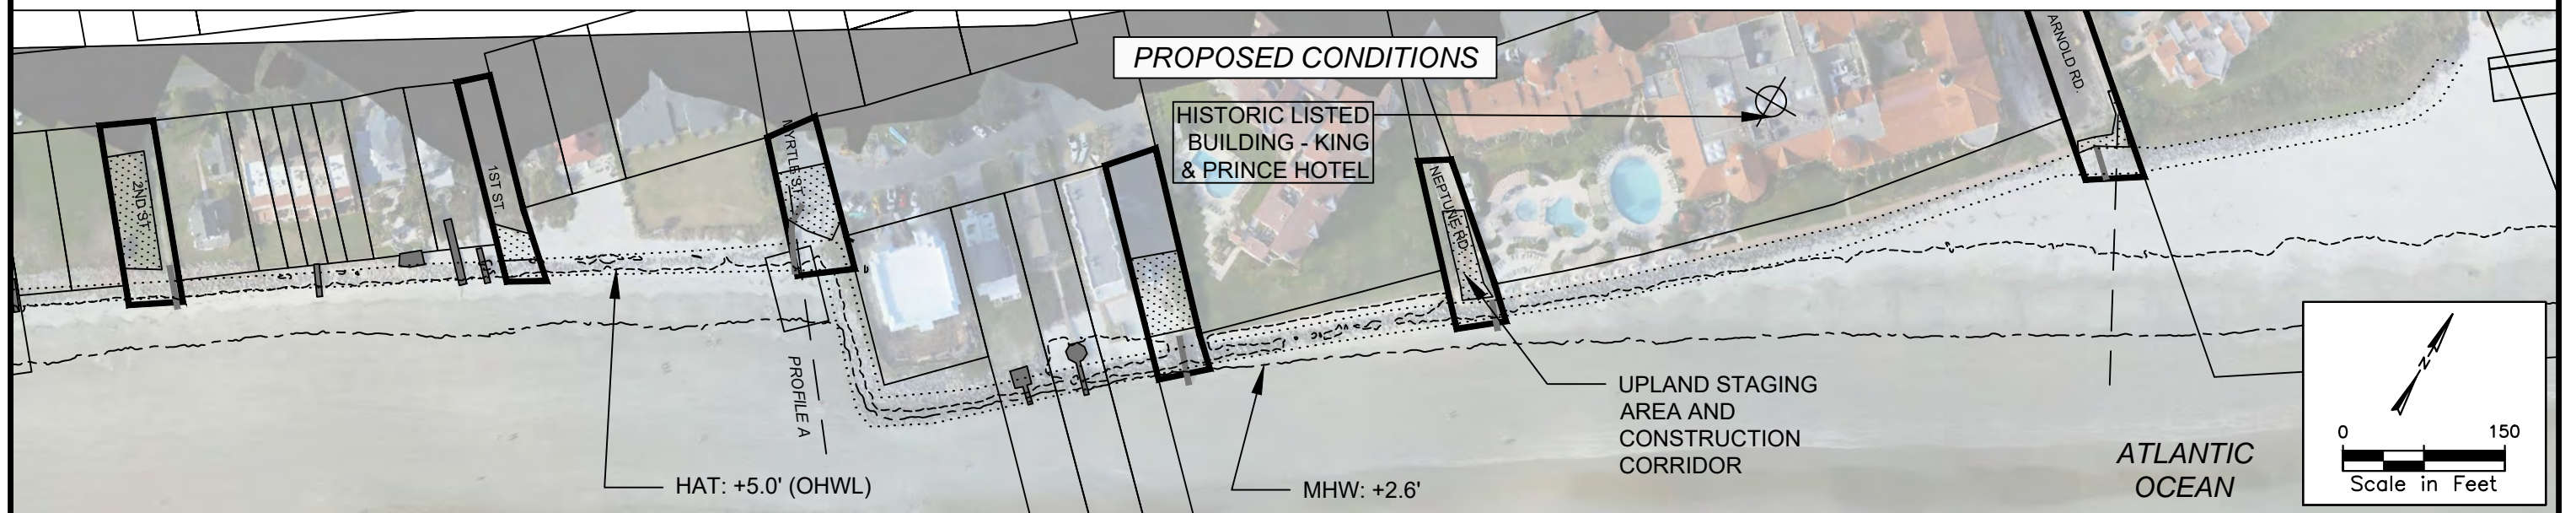 PROPOSED CONDITIONS
HISTORIC LISTED
BUILDING - KING
& PRINCE HOTEL
ARNOLD RD.
2ND ST.
1ST ST.
MYRTLE ST.
NEPTUNE RD.
PROFILE A
HAT: +5.0' (OHWL)
MHW: +2.6'
UPLAND STAGING
AREA AND
CONSTRUCTION
CORRIDOR
ATLANTIC
OCEAN
N
0 150
Scale in Feet